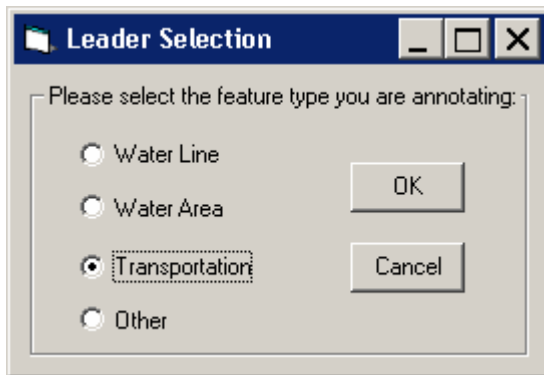 Leader Selection
Please select the feature type you are annotating:
Water Line
Water Area
Transportation
Other
OK
Cancel